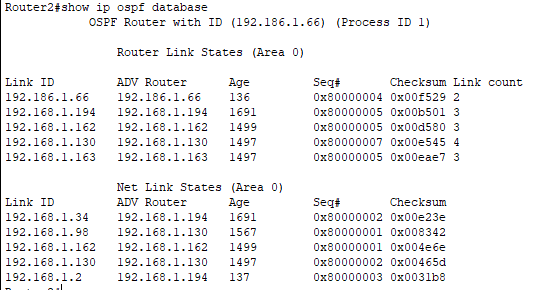 Router2#show ip ospf database
OSPF Router with ID (192.186.1.66) (Process ID 1)
Router Link States (Area 0)
Link ID ADV Router Age Seq# Checksum Link count
192.186.1.66 192.186.1.66 136 0x80000004 0x00f529 2
192.168.1.194 192.168.1.194 1691 0x80000005 0x00b501 3
192.168.1.162 192.168.1.162 1499 0x80000005 0x00d580 3
192.168.1.130 192.168.1.130 1497 0x80000007 0x00e545 4
192.168.1.163 192.168.1.163 1497 0x80000005 0x00eae7 3
Net Link States (Area 0)
Link ID ADV Router Age Seq# Checksum
192.168.1.34 192.168.1.194 1691 0x80000002 0x00e23e
192.168.1.98 192.168.1.130 1567 0x80000001 0x008342
192.168.1.162 192.168.1.162 1499 0x80000001 0x004e6e
192.168.1.130 192.168.1.130 1497 0x80000002 0x00465d
192.168.1.2 192.168.1.194 137 0x80000003 0x0031b8